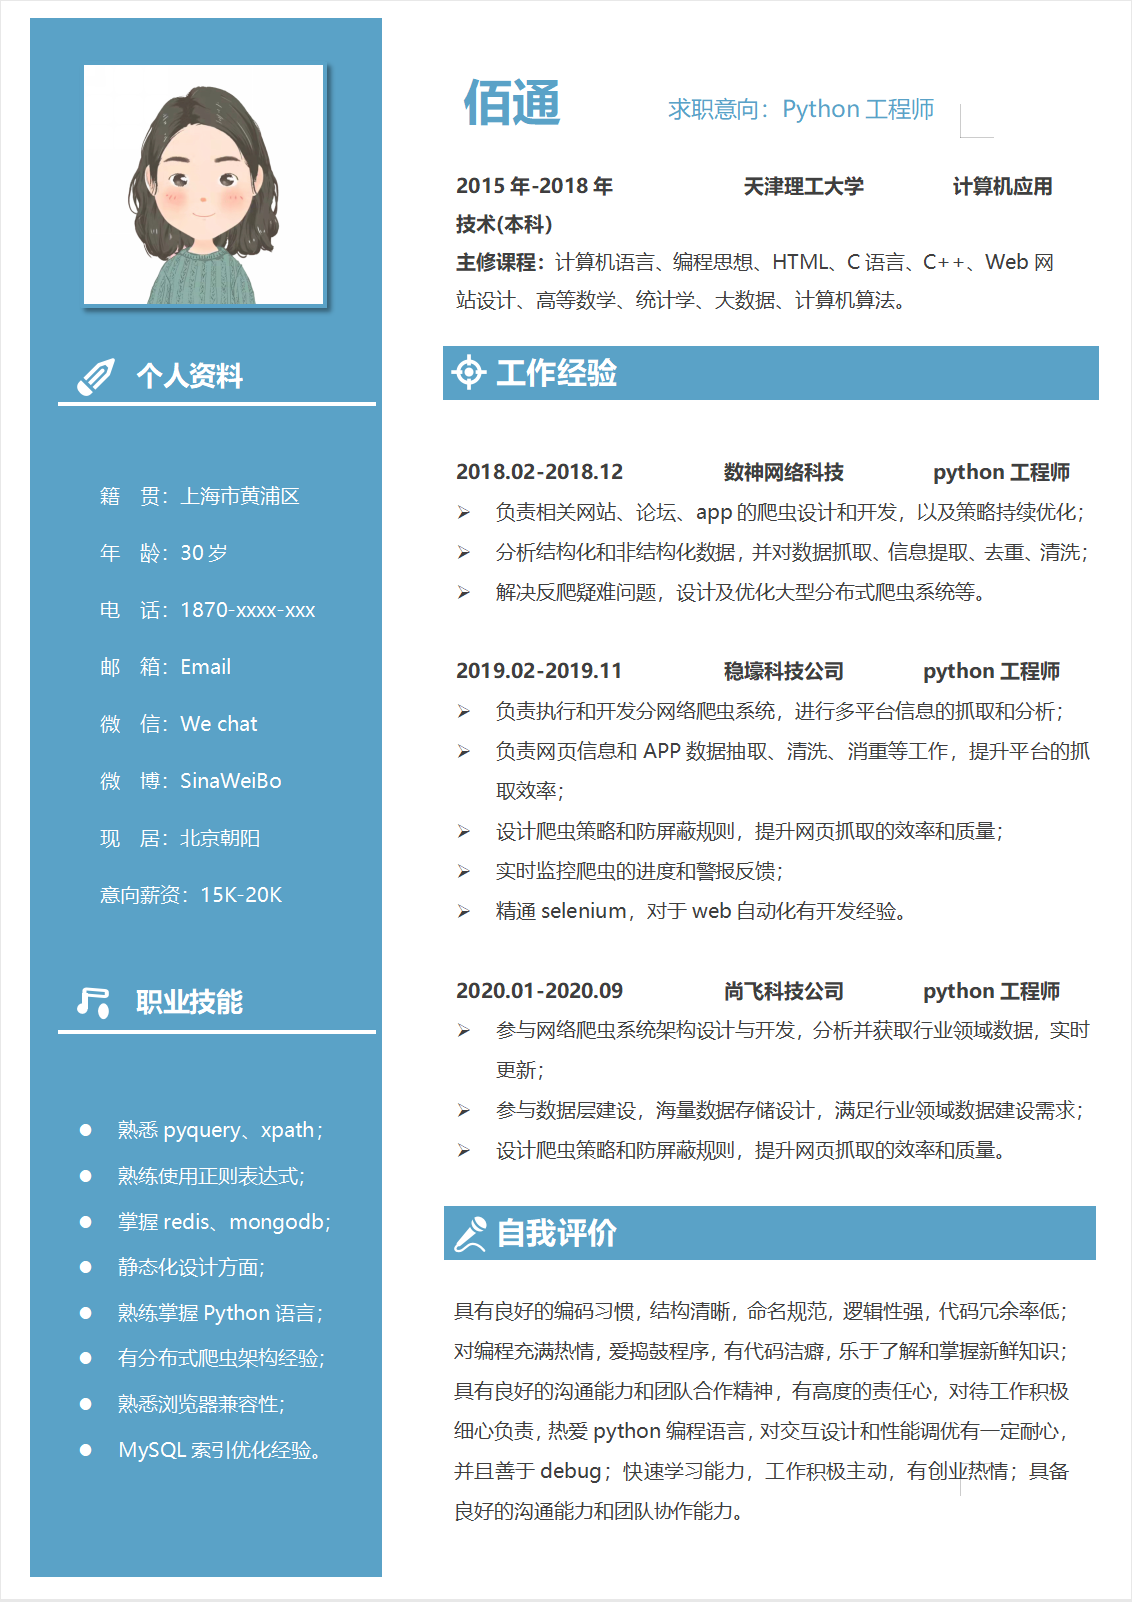 个人资料
籍　贯：上海市黄浦区
年　龄：30岁
电　话：1870-xxxx-xxx
邮　箱：Email
微　信：We chat
微　博：SinaWeiBo
现　居：北京朝阳
意向薪资：15K-20K
职业技能
● 熟悉 pyquery、xpath；
● 熟练使用正则表达式；
● 掌握 redis、mongodb；
● 静态化设计方面；
● 熟练掌握 Python 语言；
● 有分布式爬虫架构经验；
● 熟悉浏览器兼容性；
● MySQL 索引优化经验。
佰通 求职意向：Python 工程师
2015 年-2018 年 天津理工大学 计算机应用
技术(本科)
主修课程：计算机语言、编程思想、HTML、C 语言、C++、Web 网
站设计、高等数学、统计学、大数据、计算机算法。
工作经验
2018.02-2018.12 数神网络科技 python 工程师
➢ 负责相关网站、论坛、app 的爬虫设计和开发，以及策略持续优化；
➢ 分析结构化和非结构化数据，并对数据抓取、信息提取、去重、清洗；
➢ 解决反爬疑难问题，设计及优化大型分布式爬虫系统等。
2019.02-2019.11 稳壕科技公司 python 工程师
➢ 负责执行和开发分网络爬虫系统，进行多平台信息的抓取和分析；
➢ 负责网页信息和 APP 数据抽取、清洗、消重等工作，提升平台的抓
取效率；
➢ 设计爬虫策略和防屏蔽规则，提升网页抓取的效率和质量；
➢ 实时监控爬虫的进度和警报反馈；
➢ 精通 selenium，对于 web 自动化有开发经验。
2020.01-2020.09 尚飞科技公司 python 工程师
➢ 参与网络爬虫系统架构设计与开发，分析并获取行业领域数据，实时
更新；
➢ 参与数据层建设，海量数据存储设计，满足行业领域数据建设需求；
➢ 设计爬虫策略和防屏蔽规则，提升网页抓取的效率和质量。
自我评价
具有良好的编码习惯，结构清晰，命名规范，逻辑性强，代码冗余率低；
对编程充满热情，爱捣鼓程序，有代码洁癖，乐于了解和掌握新鲜知识；
具有良好的沟通能力和团队合作精神，有高度的责任心，对待工作积极
细心负责，热爱 python 编程语言，对交互设计和性能调优有一定耐心，
并且善于 debug；快速学习能力，工作积极主动，有创业热情；具备
良好的沟通能力和团队协作能力。